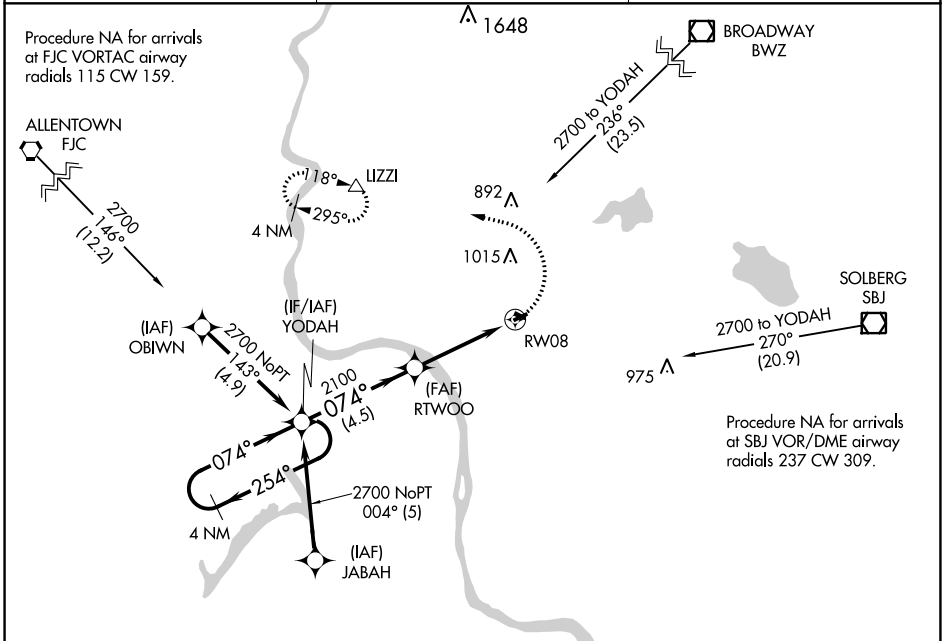 1648
Procedure NA for arrivals
at FJC VORTAC airway
radials 115 CW 159.
BROADWAY
BWZ
2700 to YODAH
236°
(23.5)
ALLENTOWN
FJC
2700
146°
(12.2)
118°
LIZZI
295°
4 NM
892
1015
SOLBERG
SBJ
2700 to YODAH
270°
(20.9)
975
(IAF)
OBIWN
(IF/IAF)
YODAH
RW08
2700 NoPT
143°
(4.9)
2100
074°
(4.5)
(FAF)
RTWOO
Procedure NA for arrivals
at SBJ VOR/DME airway
radials 237 CW 309.
074°
254°
4 NM
2700 NoPT
004° (5)
(IAF)
JABAH